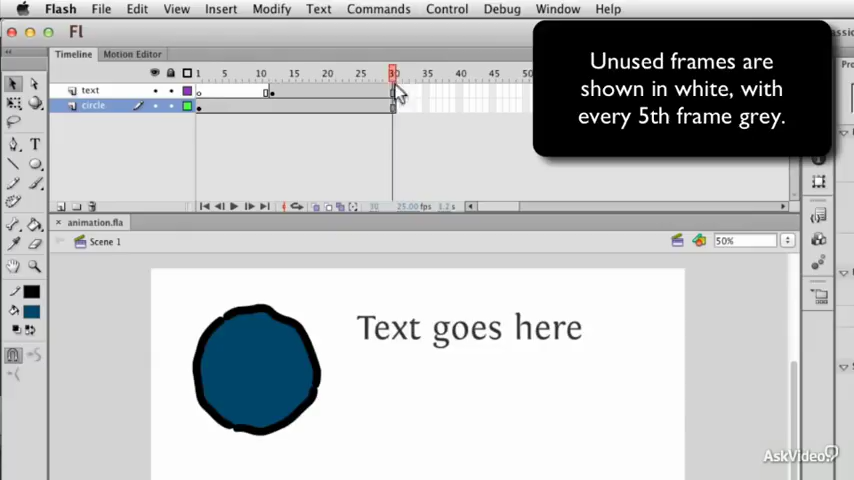 Flash File Edit View Insert Modify Text Commands Control Debug Window Help
Fl
Timeline Motion Editor
1 5 10 15 20 25 30 35 40 45 50
text
circle
Unused frames are
shown in white, with
every 5th frame grey.
30 25.00 fps 1.2 s
animation.fla
Scene 1
50%
Text goes here
AskVideo